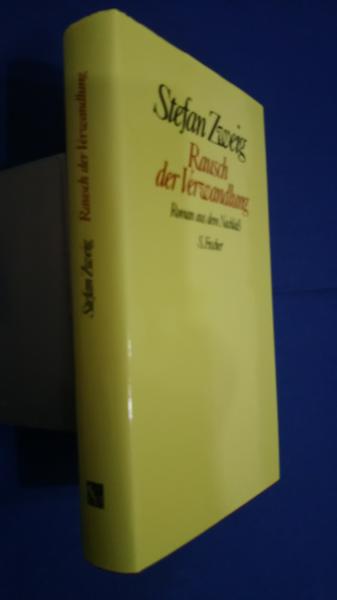 Stefan Zweig
Rausch
der Verwandlung
Roman aus dem Nachlaß
S. Fischer
Stefan Zweig Rausch der Verwandlung